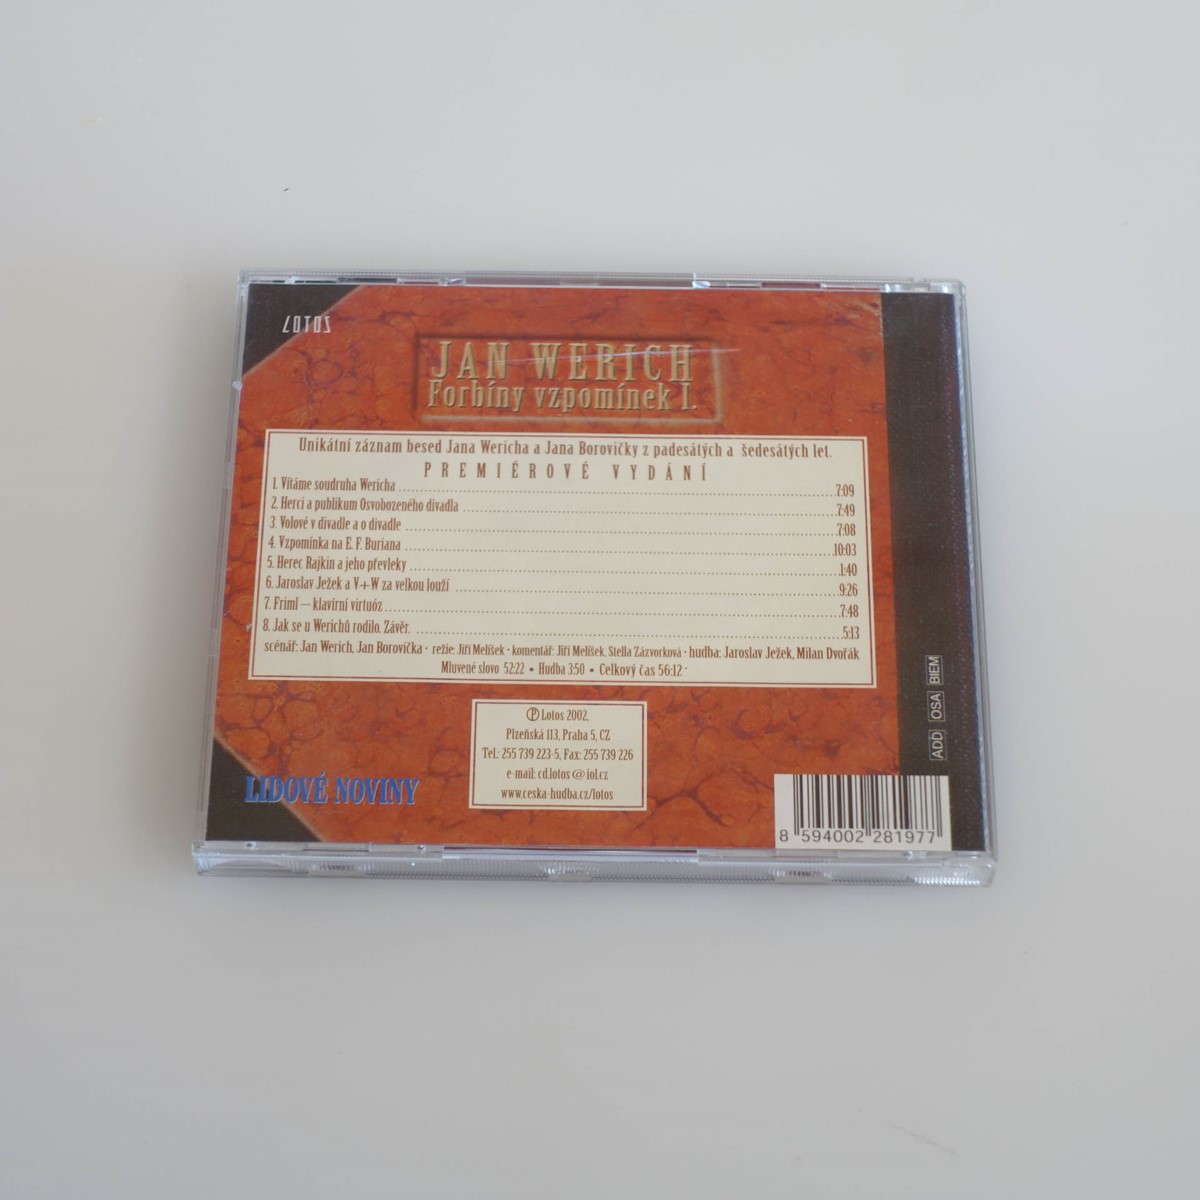 LOTOS
JAN WERICH
Forbíny vzpomínek I.
Unikátní záznam besed Jana Wericha a Jana Borovičky z padesátých a šedesátých let.
PREMIÉROVÉ VYDÁNÍ
1. Vítáme soudruha Wericha 7:09
2. Herci a publikum Osvobozeného divadla 7:49
3. Volové v divadle a o divadle 7:08
4. Vzpomínka na E. F. Buriana 10:03
5. Herec Rajkin a jeho převleky 1:40
6. Jaroslav Ježek a V+W za velkou louží 9:26
7. Friml – klavírní virtuóz 7:48
8. Jak se u Werichů rodilo. Závěr. 5:13
scénář: Jan Werich, Jan Borovička · režie: Jiří Melíšek · komentář: Jiří Melíšek, Stella Zázvorková · hudba: Jaroslav Ježek, Milan Dvořák
Mluvené slovo 52:22 • Hudba 3:50 • Celkový čas 56:12 ·
Ⓟ Lotos 2002,
Plzeňská 113, Praha 5, CZ
Tel.: 255 739 223-5, Fax: 255 739 226
e-mail: cd.lotos@iol.cz
www.ceska-hudba.cz/lotos
LIDOVÉ NOVINY
ADD OSA BIEM
8 594002 281977